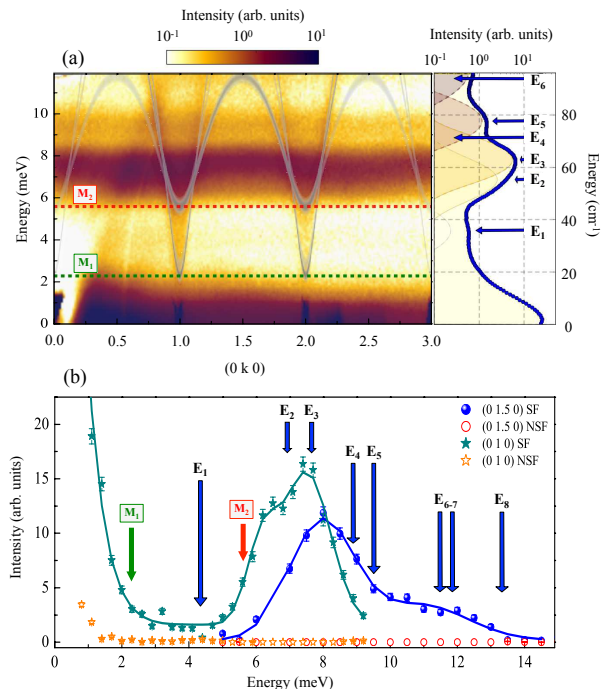 Intensity (arb. units)
10⁻¹ 10⁰ 10¹
Intensity (arb. units)
10⁻¹ 10⁰ 10¹
(a)
Energy (meV)
0 2 4 6 8 10
M₂
M₁
0.0 0.5 1.0 1.5 2.0 2.5 3.0
(0 k 0)
E₆
E₅
E₄
E₃
E₂
E₁
0 20 40 60 80
Energy (cm⁻¹)
(b)
Intensity (arb. units)
0 5 10 15 20
E₁
M₁
M₂
E₂
E₃
E₄
E₅
E₆₋₇
E₈
(0 1.5 0) SF
(0 1.5 0) NSF
(0 1 0) SF
(0 1 0) NSF
0 2 4 6 8 10 12 14
Energy (meV)